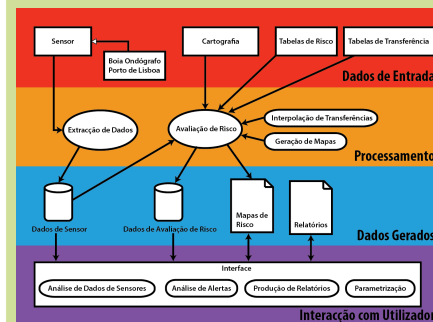 Sensor
Cartografia
Tabelas de Risco
Tabelas de Transferência
Boia Ondógrafo
Porto de Lisboa
Dados de Entrada
Extracção de Dados
Avaliação de Risco
Interpolação de Transferências
Geração de Mapas
Processamento
Mapas de
Risco
Relatórios
Dados de Sensor
Dados de Avaliação de Risco
Dados Gerados
Interface
Análise de Dados de Sensores
Análise de Alertas
Produção de Relatórios
Parametrização
Interacção com Utilizador